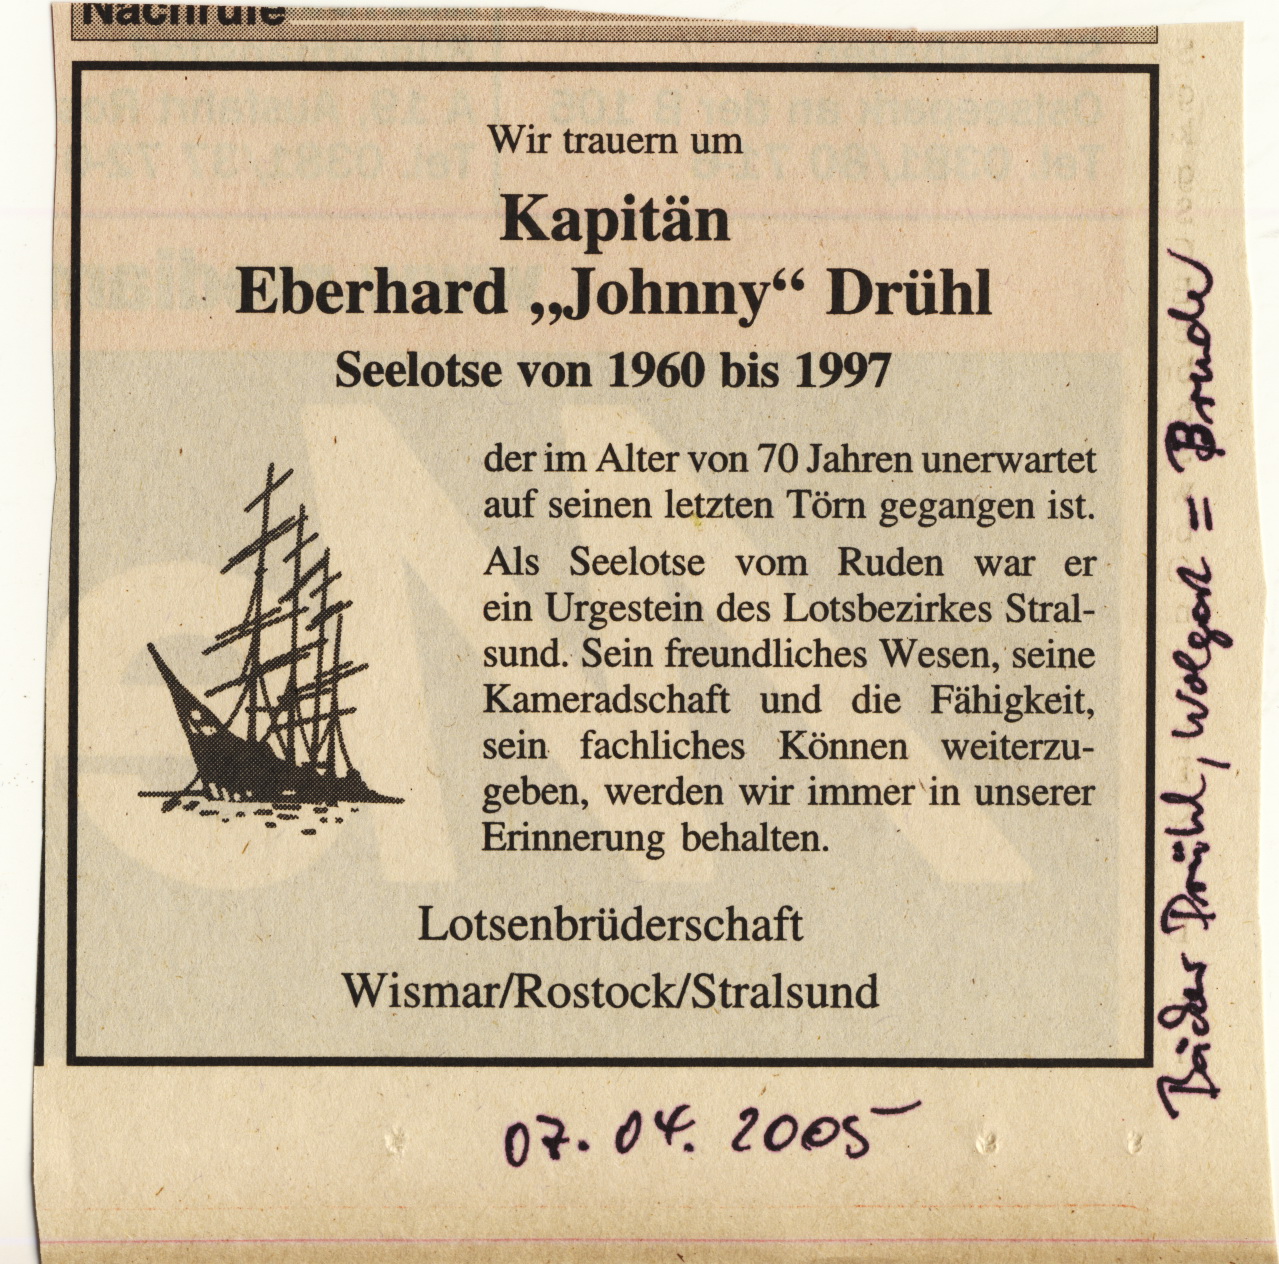 Nachrufe
Wir trauern um
Kapitän
Eberhard „Johnny“ Drühl
Seelotse von 1960 bis 1997
der im Alter von 70 Jahren unerwartet
auf seinen letzten Törn gegangen ist.
Als Seelotse vom Ruden war er
ein Urgestein des Lotsbezirkes Stral-
sund. Sein freundliches Wesen, seine
Kameradschaft und die Fähigkeit,
sein fachliches Können weiterzu-
geben, werden wir immer in unserer
Erinnerung behalten.
Lotsenbrüderschaft
Wismar/Rostock/Stralsund
07. 04. 2005
Bäcker Drühl, Wolgast = Bruder